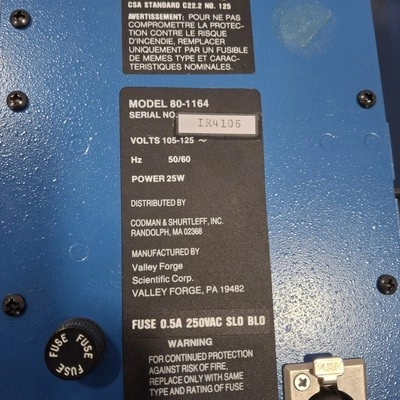 CSA STANDARD C22.2 NO. 125
AVERTISSEMENT: POUR NE PAS
COMPROMETTRE LA PROTEC-
TION CONTRE LE RISQUE
D'INCENDIE, REMPLACER
UNIQUEMENT PAR UN FUSIBLE
DE MEMES TYPE ET CARAC-
TERISTIQUES NOMINALES.
MODEL 80-1164
SERIAL NO. IR4106
VOLTS 105-125 ~
Hz 50/60
POWER 25W
DISTRIBUTED BY
CODMAN & SHURTLEFF, INC.
RANDOLPH, MA 02368
MANUFACTURED BY
Valley Forge
Scientific Corp.
VALLEY FORGE, PA 19482
FUSE 0.5A 250VAC SLO BLO
WARNING
FOR CONTINUED PROTECTION
AGAINST RISK OF FIRE,
REPLACE ONLY WITH SAME
TYPE AND RATING OF FUSE
FUSE FUSE FUSE